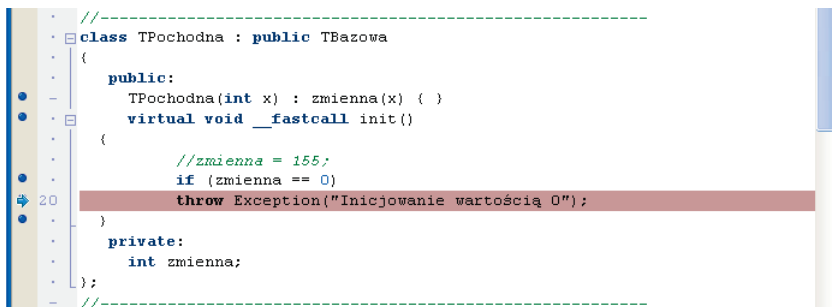 //-------------------------------------------------------
class TPochodna : public TBazowa
{
public:
TPochodna(int x) : zmienna(x) { }
virtual void __fastcall init()
{
//zmienna = 155;
if (zmienna == 0)
20 throw Exception("Inicjowanie wartością 0");
}
private:
int zmienna;
};
//-------------------------------------------------------